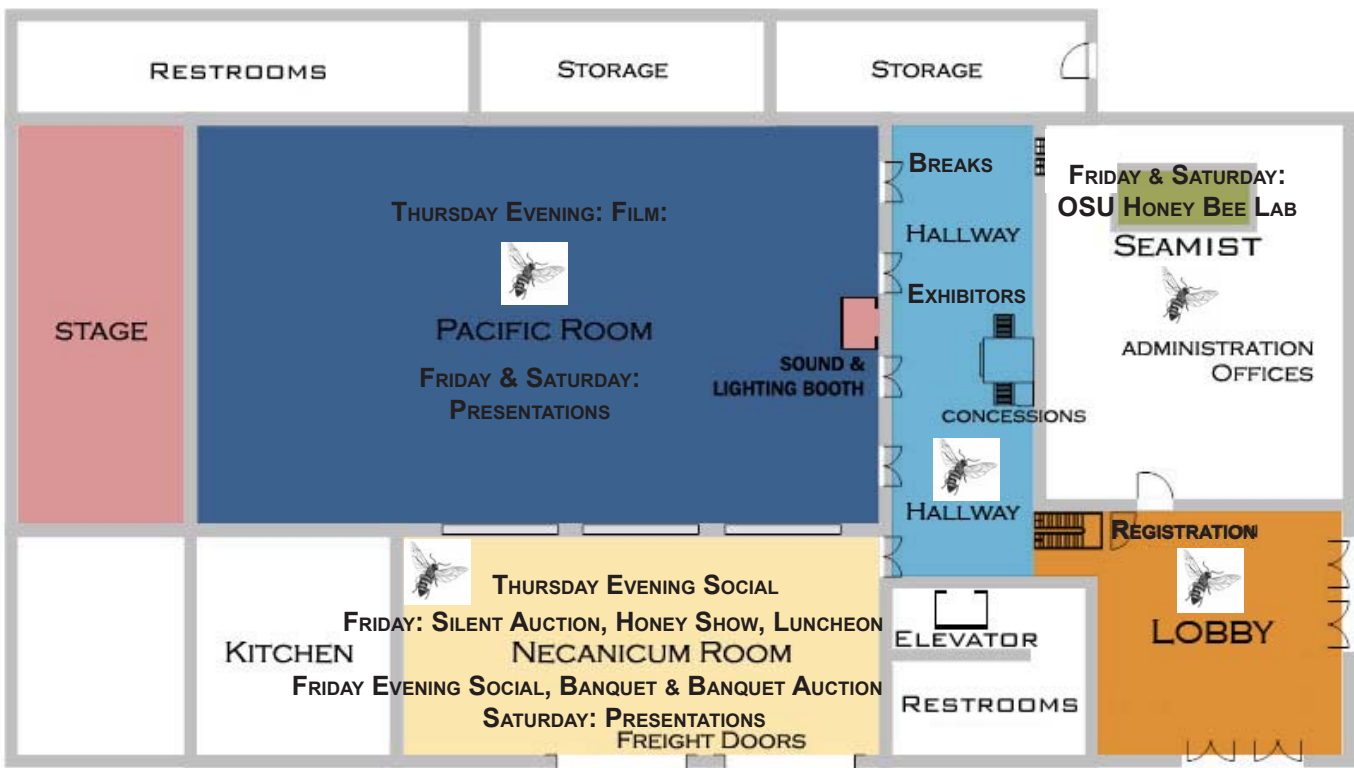 RESTROOMS
STORAGE
STORAGE
STAGE
THURSDAY EVENING: FILM:
PACIFIC ROOM
FRIDAY & SATURDAY:
PRESENTATIONS
SOUND &
LIGHTING BOOTH
BREAKS
HALLWAY
EXHIBITORS
CONCESSIONS
HALLWAY
FRIDAY & SATURDAY:
OSU HONEY BEE LAB
SEAMIST
ADMINISTRATION
OFFICES
REGISTRATION
LOBBY
KITCHEN
THURSDAY EVENING SOCIAL
FRIDAY: SILENT AUCTION, HONEY SHOW, LUNCHEON
NECANICUM ROOM
FRIDAY EVENING SOCIAL, BANQUET & BANQUET AUCTION
SATURDAY: PRESENTATIONS
FREIGHT DOORS
ELEVATOR
RESTROOMS